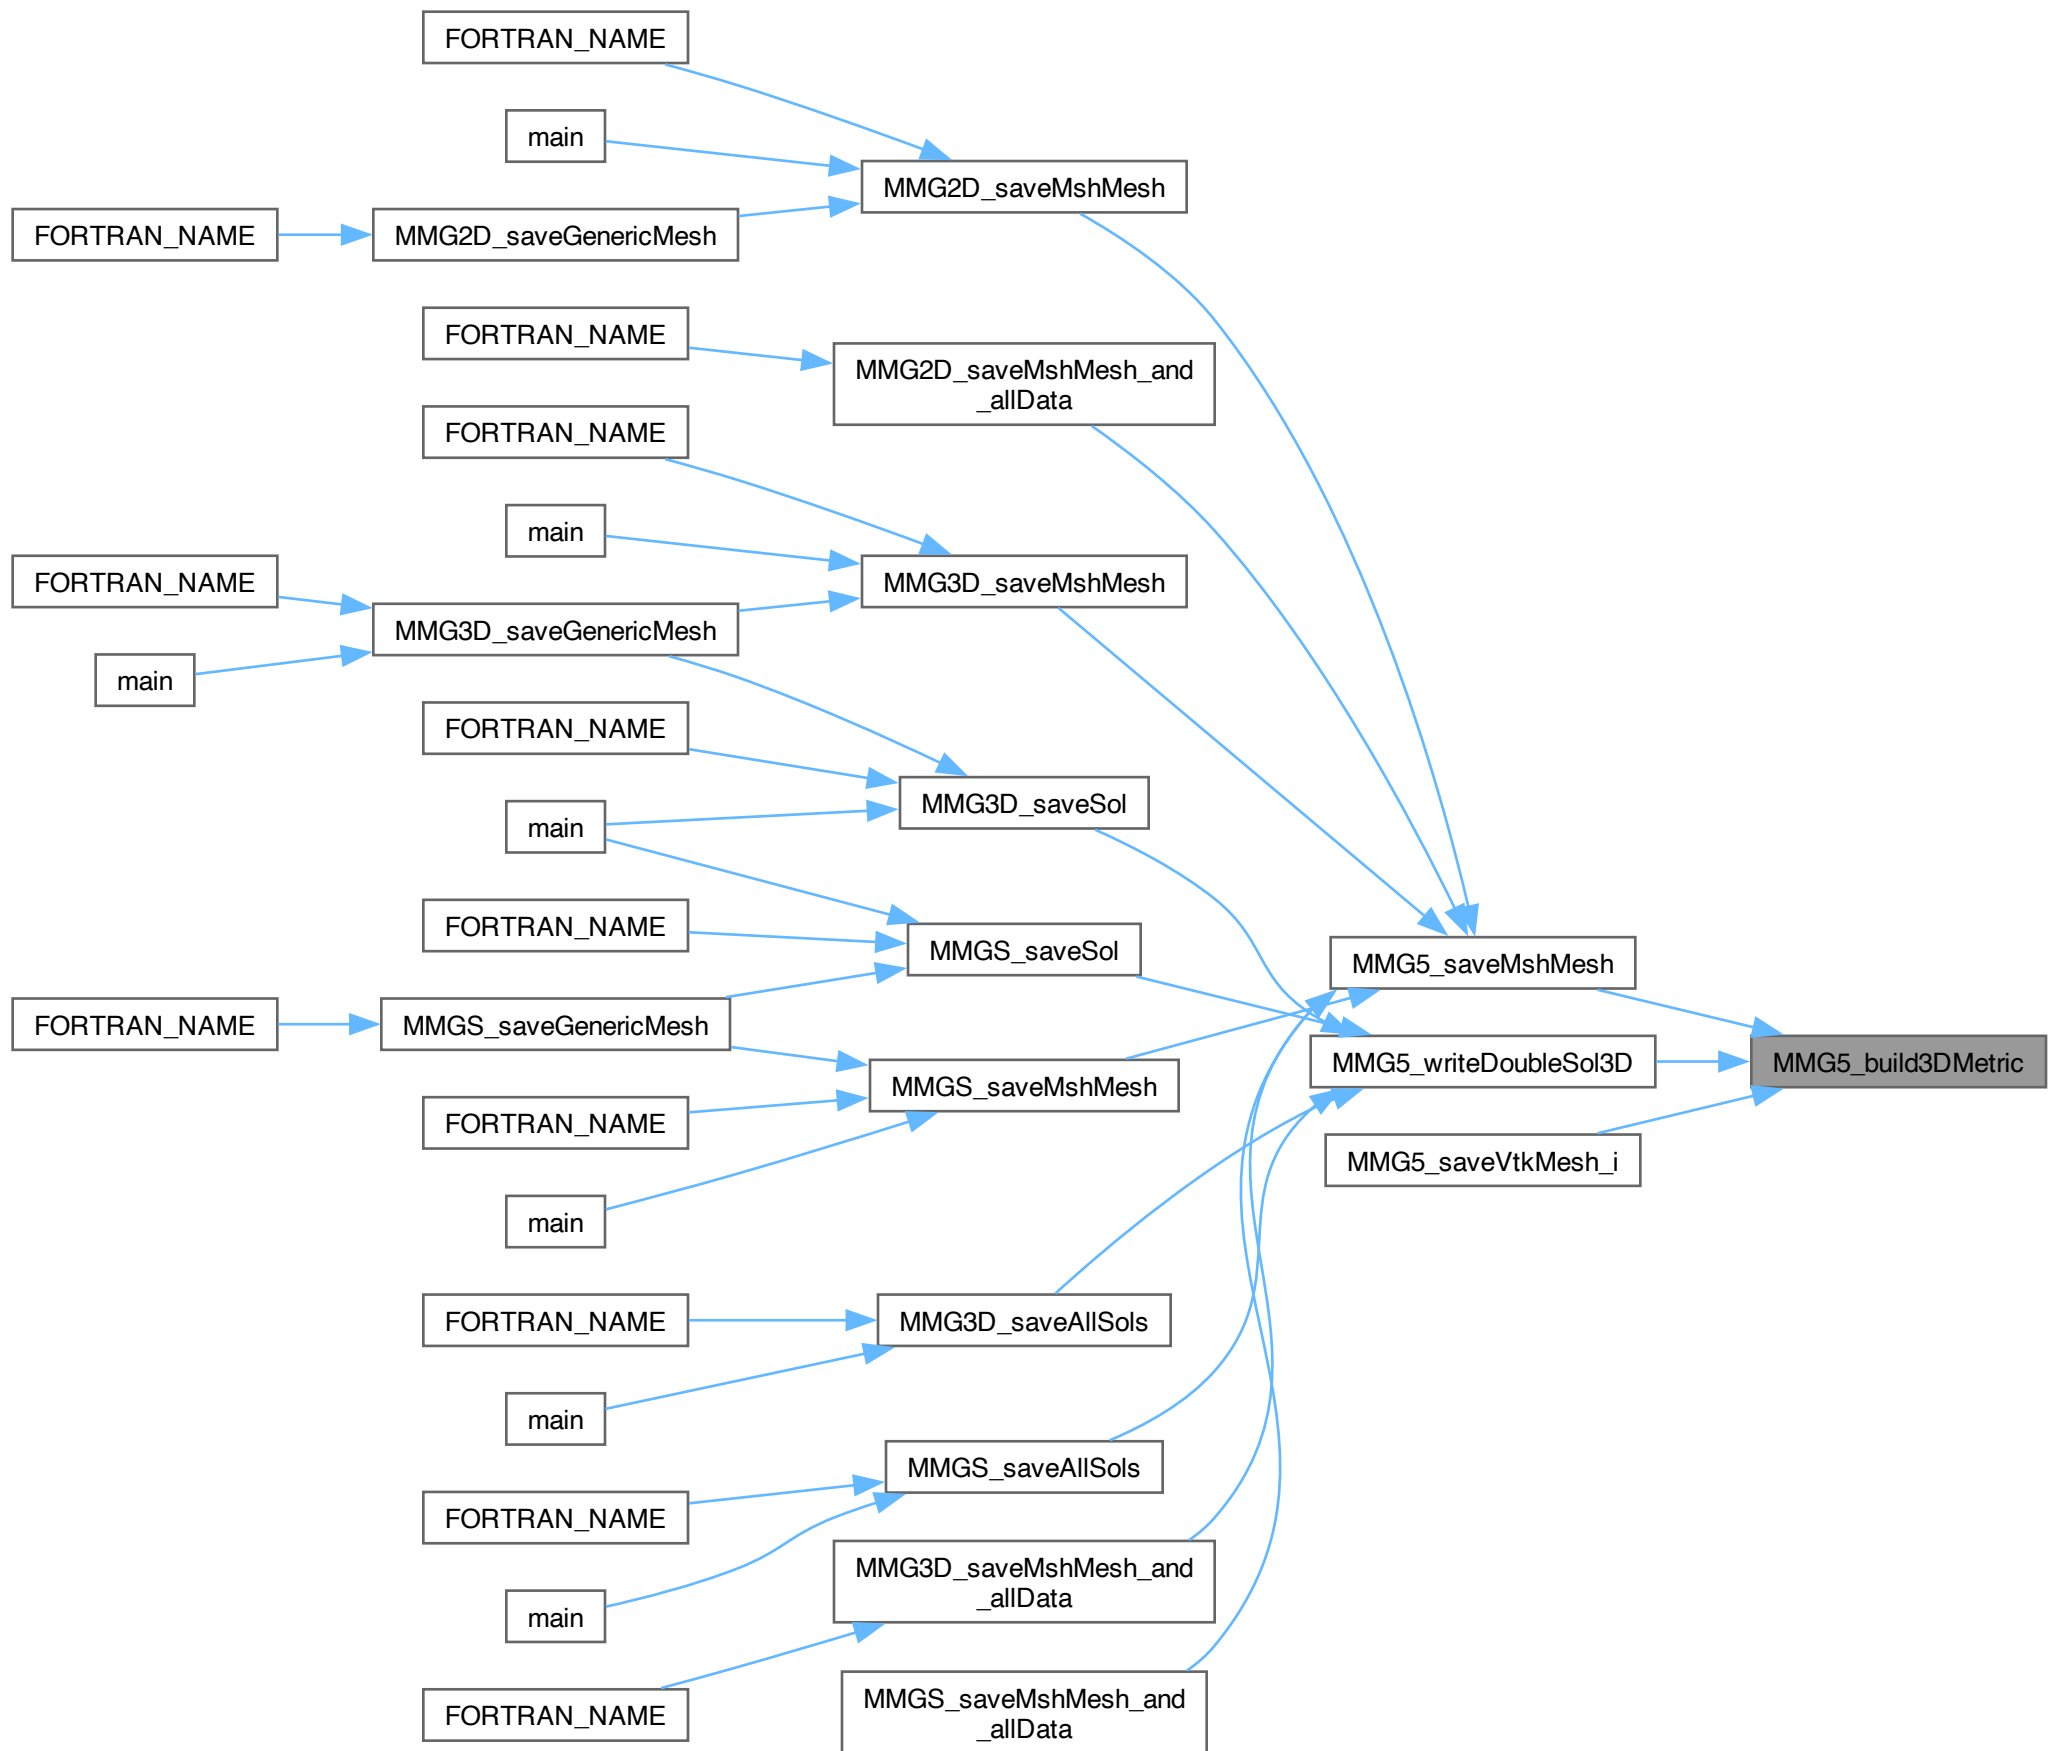 FORTRAN_NAME
main
MMG2D_saveMshMesh
FORTRAN_NAME
MMG2D_saveGenericMesh
FORTRAN_NAME
MMG2D_saveMshMesh_and
_allData
FORTRAN_NAME
main
MMG3D_saveMshMesh
FORTRAN_NAME
MMG3D_saveGenericMesh
main
FORTRAN_NAME
MMG3D_saveSol
main
FORTRAN_NAME
MMGS_saveSol
MMG5_saveMshMesh
FORTRAN_NAME
MMGS_saveGenericMesh
MMG5_writeDoubleSol3D
MMG5_build3DMetric
MMGS_saveMshMesh
FORTRAN_NAME
MMG5_saveVtkMesh_i
main
FORTRAN_NAME
MMG3D_saveAllSols
main
MMGS_saveAllSols
FORTRAN_NAME
MMG3D_saveMshMesh_and
_allData
main
FORTRAN_NAME
MMGS_saveMshMesh_and
_allData